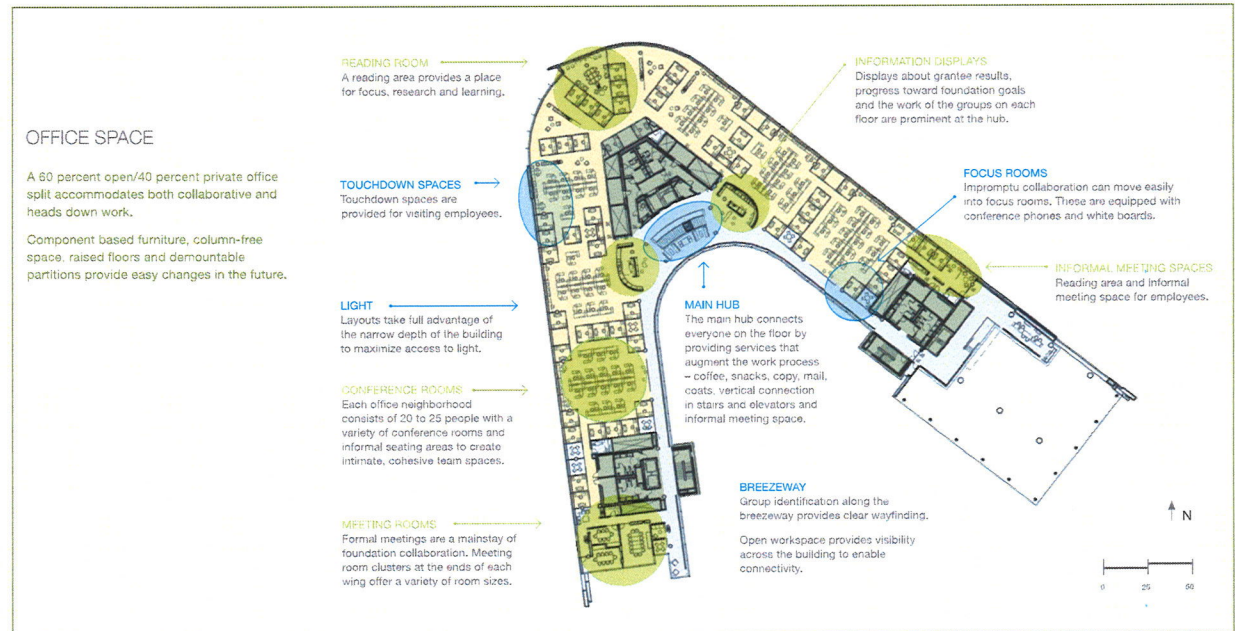 OFFICE SPACE
A 60 percent open/40 percent private office
split accommodates both collaborative and
heads down work.
Component based furniture, column-free
space, raised floors and demountable
partitions provide easy changes in the future.
READING ROOM
A reading area provides a place
for focus, research and learning.
TOUCHDOWN SPACES
Touchdown spaces are
provided for visiting employees.
LIGHT
Layouts take full advantage of
the narrow depth of the building
to maximize access to light.
CONFERENCE ROOMS
Each office neighborhood
consists of 20 to 25 people with a
variety of conference rooms and
informal seating areas to create
intimate, cohesive team spaces.
MEETING ROOMS
Formal meetings are a mainstay of
foundation collaboration. Meeting
room clusters at the ends of each
wing offer a variety of room sizes.
INFORMATION DISPLAYS
Displays about grantee results,
progress toward foundation goals
and the work of the groups on each
floor are prominent at the hub.
FOCUS ROOMS
Impromptu collaboration can move easily
into focus rooms. These are equipped with
conference phones and white boards.
INFORMAL MEETING SPACES
Reading area and informal
meeting space for employees.
MAIN HUB
The main hub connects
everyone on the floor by
providing services that
augment the work process
– coffee, snacks, copy, mail,
coats, vertical connection
in stairs and elevators and
informal meeting space.
BREEZEWAY
Group identification along the
breezeway provides clear wayfinding.
Open workspace provides visibility
across the building to enable
connectivity.
N
0 25 50